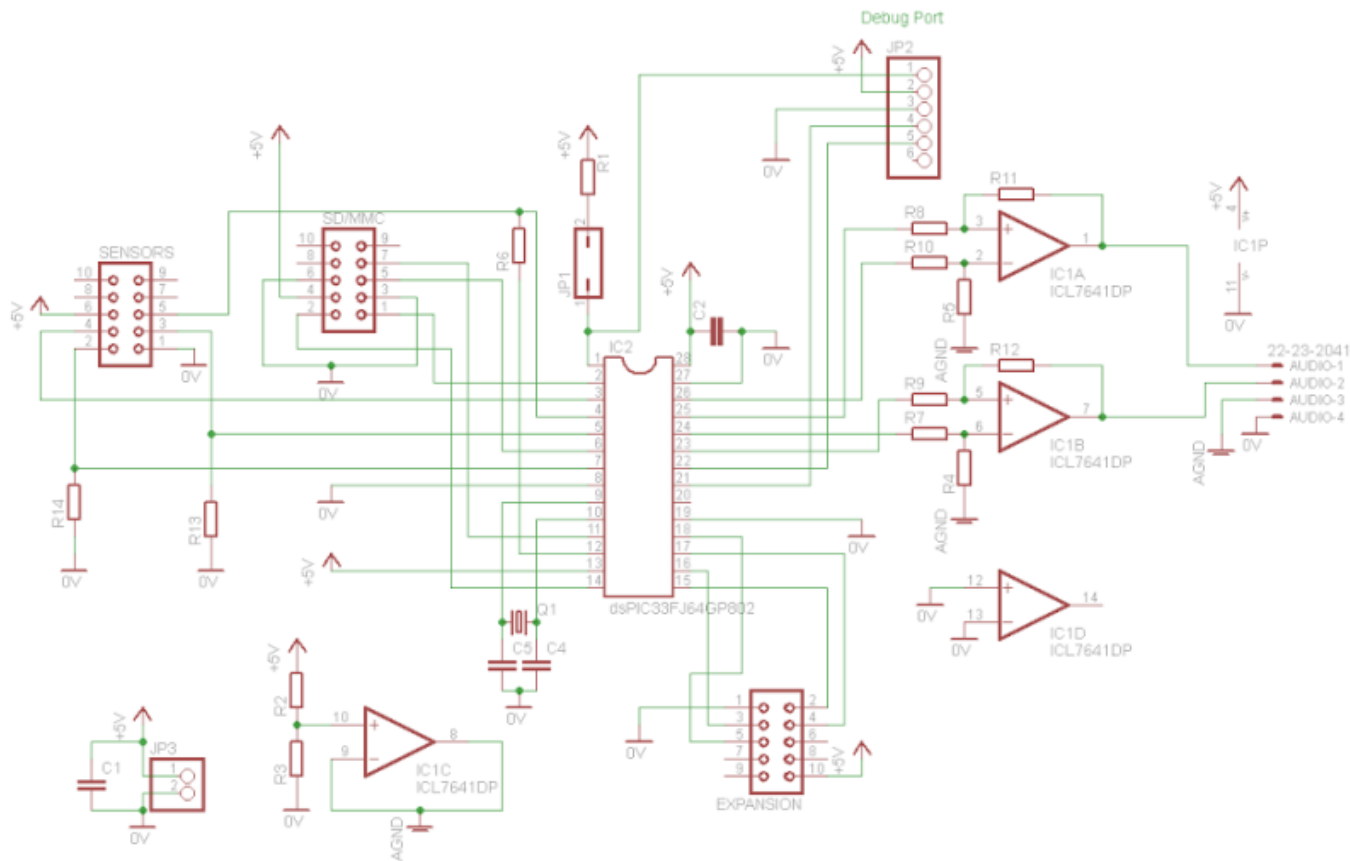 Debug Port
JP2
+5V
1
2
3
4
5
6
0V
+5V
+5V
R1
2
JP1
1
SD/MMC
10 9
8 7
6 5
4 3
2 1
0V
SENSORS
10 9
8 7
6 5
4 3
2 1
+5V
0V
R6
+5V
C2
0V
R11
R8
R10
3
2
1
+
−
IC1A
ICL7641DP
R5
AGND
+5V
4
V+
IC1P
V-
11
0V
R12
R9
R7
5
6
7
+
−
IC1B
ICL7641DP
R4
AGND
22-23-2041
AUDIO-1
AUDIO-2
AUDIO-3
AUDIO-4
0V
AGND
IC2
1 28
2 27
3 26
4 25
5 24
6 23
7 22
8 21
9 20
10 19
11 18
12 17
13 16
14 15
dsPIC33FJ64GP802
0V
0V
+5V
R14
0V
R13
0V
Q1
C5
C4
0V
12
13
14
+
−
0V
0V
IC1D
ICL7641DP
+5V
R2
R3
0V
10
9
8
+
−
IC1C
ICL7641DP
AGND
+5V
C1
JP3
1
2
0V
0V
1 2
3 4
5 6
7 8
9 10
+5V
EXPANSION